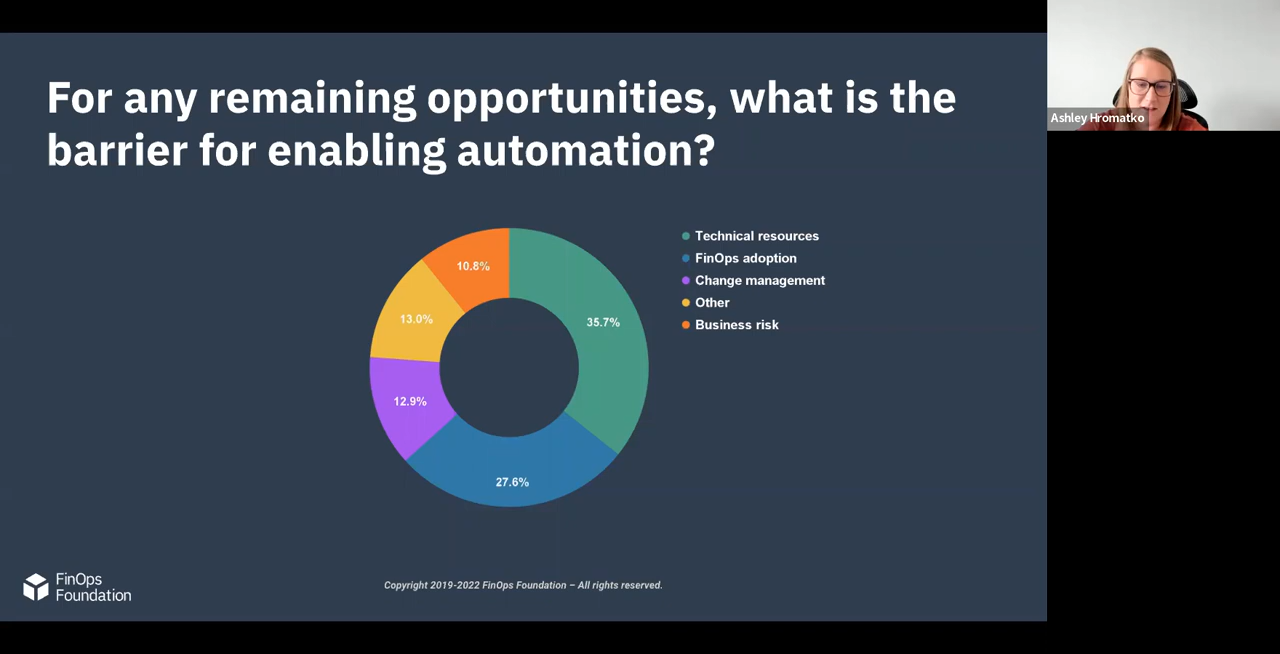 For any remaining opportunities, what is the
barrier for enabling automation?
Ashley Hromatko
Technical resources
FinOps adoption
Change management
Other
Business risk
10.8%
35.7%
13.0%
12.9%
27.6%
FinOps
Foundation
Copyright 2019-2022 FinOps Foundation – All rights reserved.